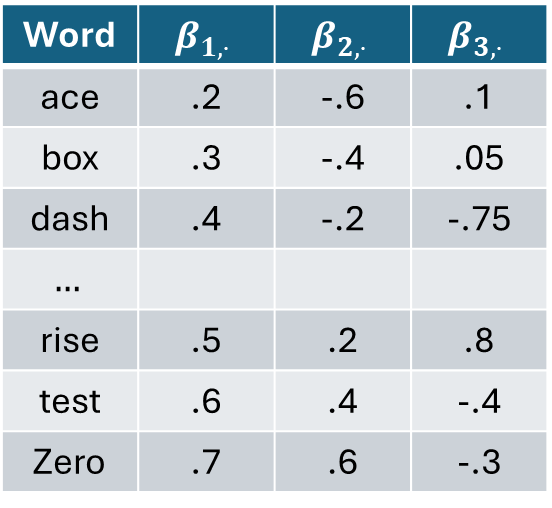 Word β1,· β2,· β3,·
ace .2 -.6 .1
box .3 -.4 .05
dash .4 -.2 -.75
...
rise .5 .2 .8
test .6 .4 -.4
Zero .7 .6 -.3